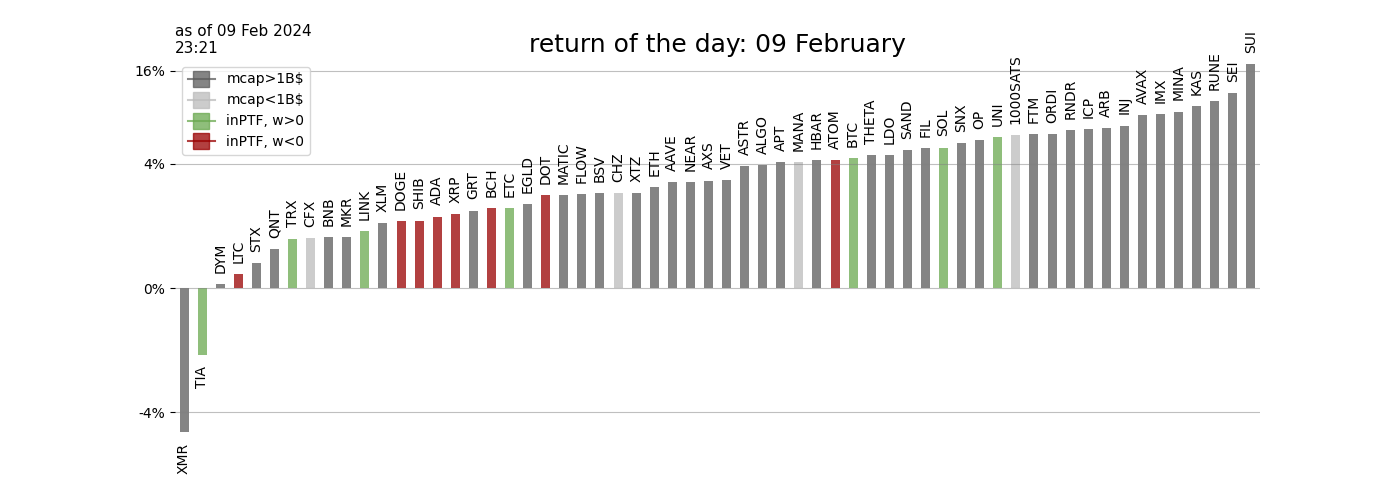 as of 09 Feb 2024
23:21
return of the day: 09 February
mcap>1B$
mcap<1B$
inPTF, w>0
inPTF, w<0
16%
4%
0%
-4%
XMR
TIA
DYM
LTC
STX
QNT
TRX
CFX
BNB
MKR
LINK
XLM
DOGE
SHIB
ADA
XRP
GRT
BCH
ETC
EGLD
DOT
MATIC
FLOW
BSV
CHZ
XTZ
ETH
AAVE
NEAR
AXS
VET
ASTR
ALGO
APT
MANA
HBAR
ATOM
BTC
THETA
LDO
SAND
FIL
SOL
SNX
OP
UNI
1000SATS
FTM
ORDI
RNDR
ICP
ARB
INJ
AVAX
IMX
MINA
KAS
RUNE
SEI
SUI